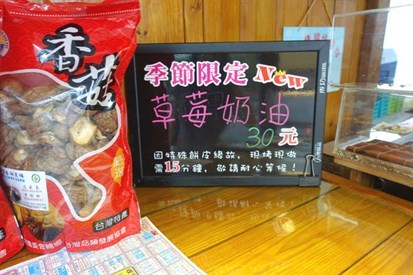 香菇
台灣特產
季節限定 New
草莓奶油
30元
因特殊餅皮緣故，現烤現做
需15分鐘，敬請耐心等候！